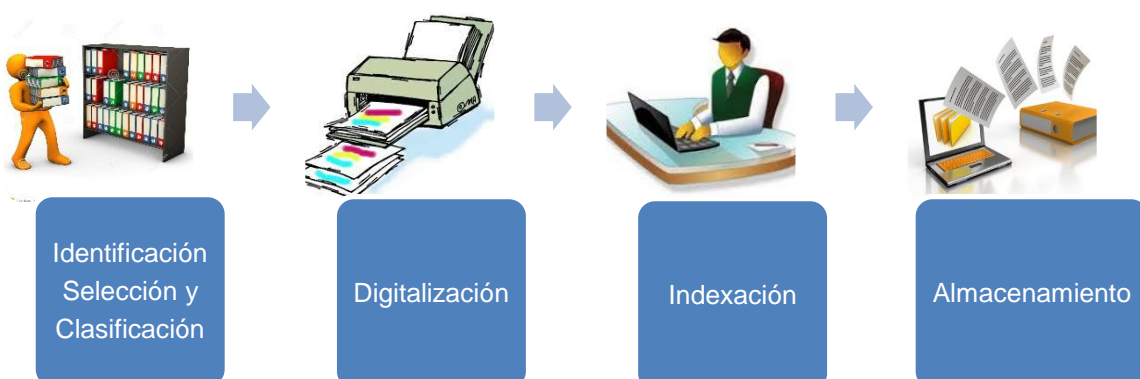 Identificación
Selección y
Clasificación
Digitalización
Indexación
Almacenamiento